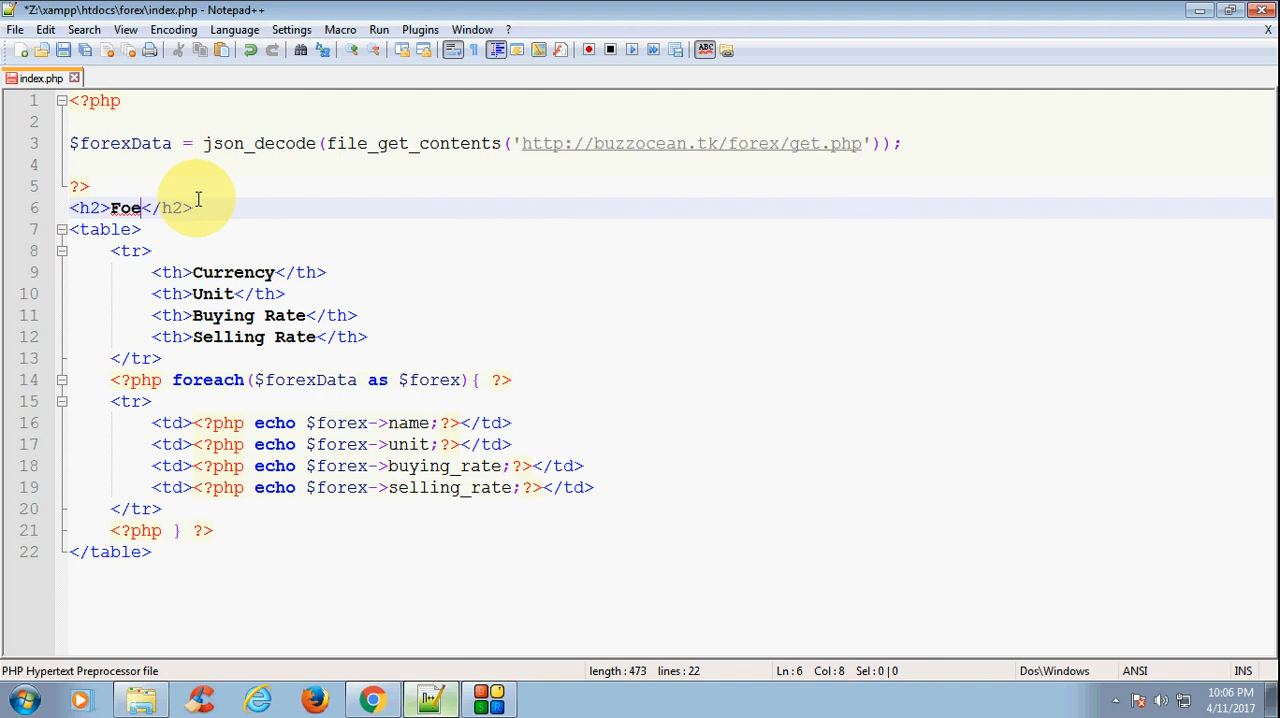 *Z:\xampp\htdocs\forex\index.php - Notepad++
File Edit Search View Encoding Language Settings Macro Run Plugins Window ? X
index.php
1 <?php
2
3 $forexData = json_decode(file_get_contents('http://buzzocean.tk/forex/get.php'));
4
5 ?>
6 <h2>Foe</h2>
7 <table>
8 <tr>
9 <th>Currency</th>
10 <th>Unit</th>
11 <th>Buying Rate</th>
12 <th>Selling Rate</th>
13 </tr>
14 <?php foreach($forexData as $forex){ ?>
15 <tr>
16 <td><?php echo $forex->name;?></td>
17 <td><?php echo $forex->unit;?></td>
18 <td><?php echo $forex->buying_rate;?></td>
19 <td><?php echo $forex->selling_rate;?></td>
20 </tr>
21 <?php } ?>
22 </table>
PHP Hypertext Preprocessor file length : 473 lines : 22 Ln : 6 Col : 8 Sel : 0 | 0 Dos\Windows ANSI INS
10:06 PM
4/11/2017